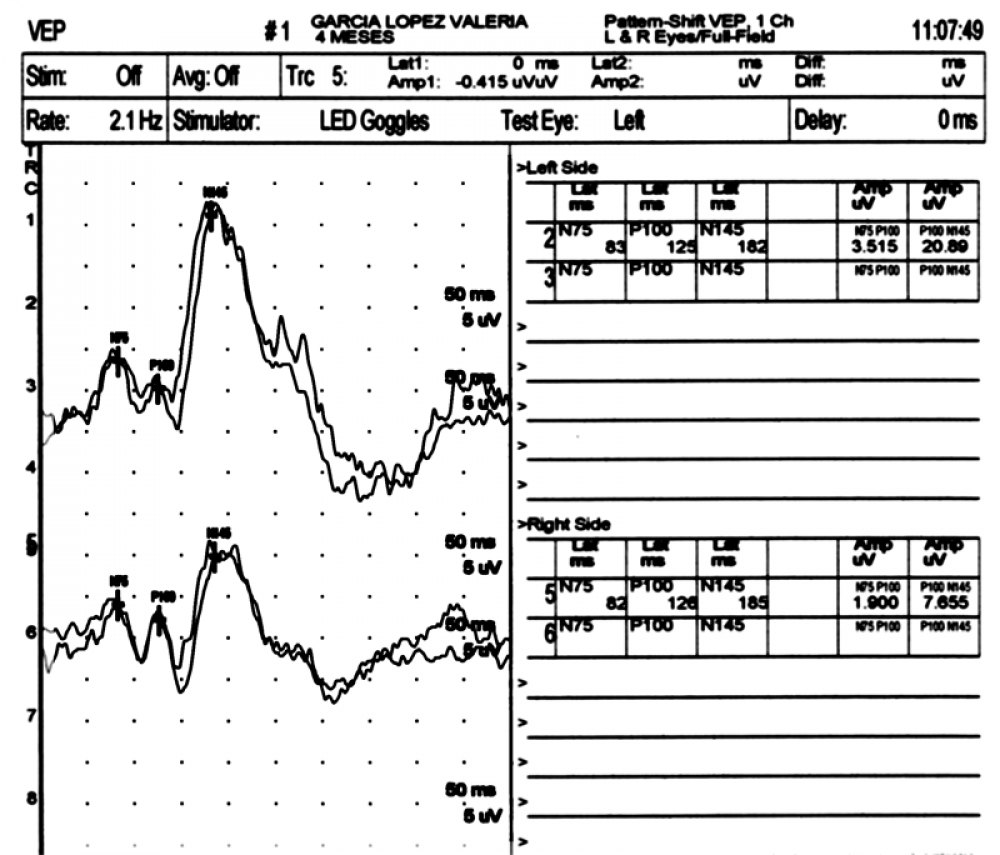 VEP #1 GARCIA LOPEZ VALERIA Pattern-Shift VEP, 1 Ch 11:07:49
4 MESES L & R Eyes/Full-Field
Stim: Off Avg: Off Trc 5: Lat1: 0 ms Lat2: ms Diff: ms
Amp1: -0.415 uVuV Amp2: uV Diff: uV
Rate: 2.1 Hz Stimulator: LED Goggles Test Eye: Left Delay: 0 ms
T
R
C
1
2
3
4
5
6
7
8
N145
N75
P100
50 ms
5 uV
50 ms
5 uV
N145
N75
P100
50 ms
5 uV
50 ms
5 uV
50 ms
5 uV
>Left Side
Lat Lat Lat Amp Amp
ms ms ms uV uV
2 N75 P100 N145 N75 P100 P100 N145
83 125 182 3.515 20.89
3 N75 P100 N145 N75 P100 P100 N145
>
>
>
>
>
>Right Side
Lat Lat Lat Amp Amp
ms ms ms uV uV
5 N75 P100 N145 N75 P100 P100 N145
82 126 185 1.900 7.655
6 N75 P100 N145 N75 P100 P100 N145
>
>
>
>
>